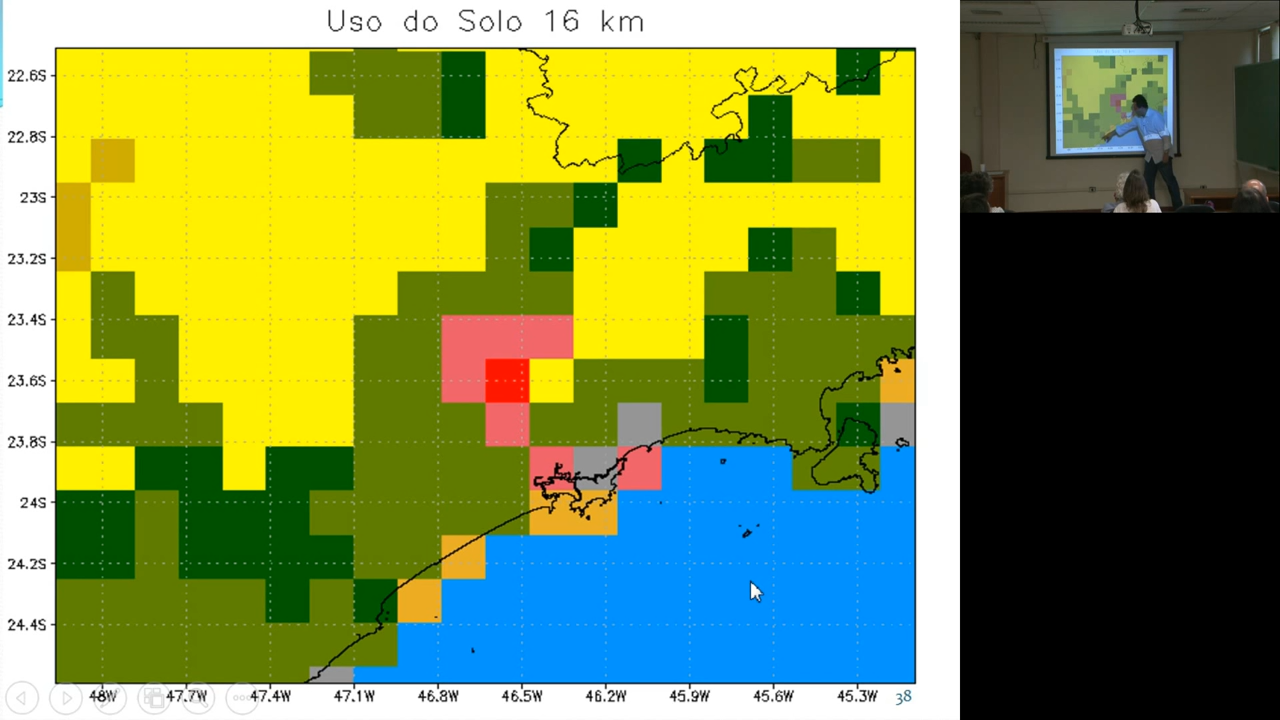 Uso do Solo 16 km
22.6S
22.8S
23S
23.2S
23.4S
23.6S
23.8S
24S
24.2S
24.4S
48W 47.7W 47.4W 47.1W 46.8W 46.5W 46.2W 45.9W 45.6W 45.3W 38